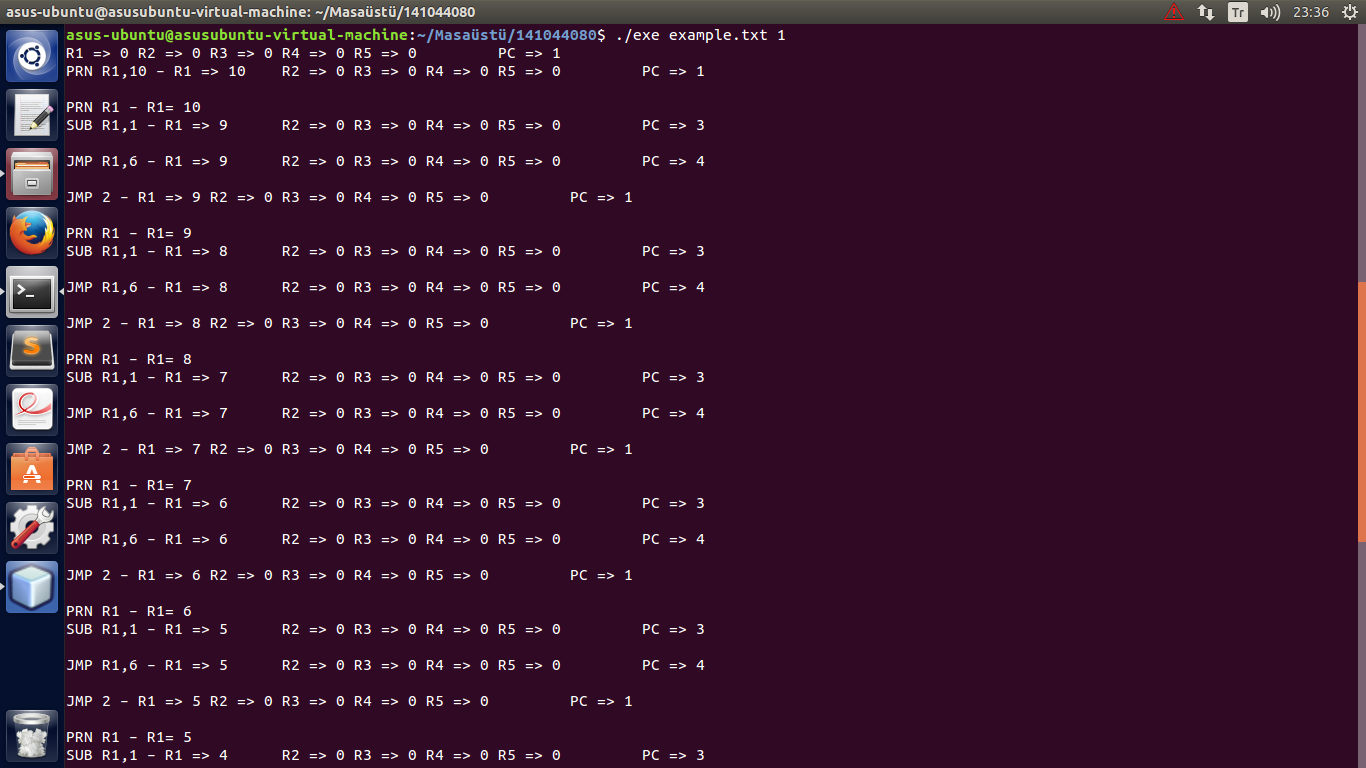 asus-ubuntu@asusubuntu-virtual-machine: ~/Masaüstü/141044080
Tr
23:36
asus-ubuntu@asusubuntu-virtual-machine:~/Masaüstü/141044080$ ./exe example.txt 1
R1 => 0 R2 => 0 R3 => 0 R4 => 0 R5 => 0 PC => 1
PRN R1,10 – R1 => 10 R2 => 0 R3 => 0 R4 => 0 R5 => 0 PC => 1
PRN R1 – R1= 10
SUB R1,1 – R1 => 9 R2 => 0 R3 => 0 R4 => 0 R5 => 0 PC => 3
JMP R1,6 – R1 => 9 R2 => 0 R3 => 0 R4 => 0 R5 => 0 PC => 4
JMP 2 – R1 => 9 R2 => 0 R3 => 0 R4 => 0 R5 => 0 PC => 1
PRN R1 – R1= 9
SUB R1,1 – R1 => 8 R2 => 0 R3 => 0 R4 => 0 R5 => 0 PC => 3
JMP R1,6 – R1 => 8 R2 => 0 R3 => 0 R4 => 0 R5 => 0 PC => 4
JMP 2 – R1 => 8 R2 => 0 R3 => 0 R4 => 0 R5 => 0 PC => 1
PRN R1 – R1= 8
SUB R1,1 – R1 => 7 R2 => 0 R3 => 0 R4 => 0 R5 => 0 PC => 3
JMP R1,6 – R1 => 7 R2 => 0 R3 => 0 R4 => 0 R5 => 0 PC => 4
JMP 2 – R1 => 7 R2 => 0 R3 => 0 R4 => 0 R5 => 0 PC => 1
PRN R1 – R1= 7
SUB R1,1 – R1 => 6 R2 => 0 R3 => 0 R4 => 0 R5 => 0 PC => 3
JMP R1,6 – R1 => 6 R2 => 0 R3 => 0 R4 => 0 R5 => 0 PC => 4
JMP 2 – R1 => 6 R2 => 0 R3 => 0 R4 => 0 R5 => 0 PC => 1
PRN R1 – R1= 6
SUB R1,1 – R1 => 5 R2 => 0 R3 => 0 R4 => 0 R5 => 0 PC => 3
JMP R1,6 – R1 => 5 R2 => 0 R3 => 0 R4 => 0 R5 => 0 PC => 4
JMP 2 – R1 => 5 R2 => 0 R3 => 0 R4 => 0 R5 => 0 PC => 1
PRN R1 – R1= 5
SUB R1,1 – R1 => 4 R2 => 0 R3 => 0 R4 => 0 R5 => 0 PC => 3